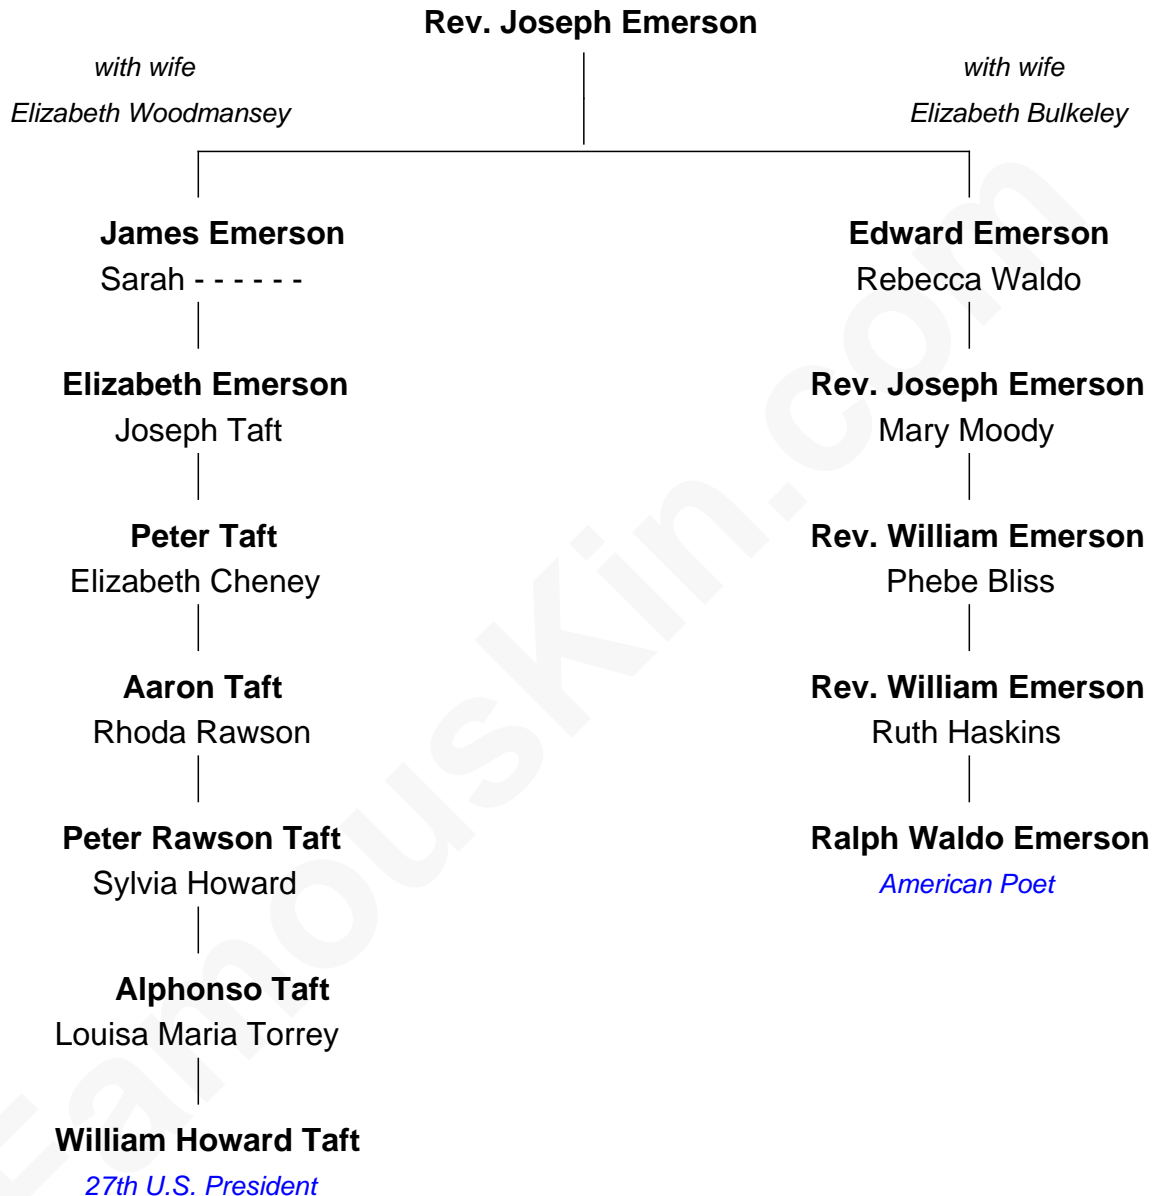 Rev. Joseph Emerson
with wife
Elizabeth Woodmansey
with wife
Elizabeth Bulkeley
James Emerson
Sarah - - - - - -
Edward Emerson
Rebecca Waldo
Elizabeth Emerson
Joseph Taft
Rev. Joseph Emerson
Mary Moody
Peter Taft
Elizabeth Cheney
Rev. William Emerson
Phebe Bliss
Aaron Taft
Rhoda Rawson
Rev. William Emerson
Ruth Haskins
Peter Rawson Taft
Sylvia Howard
Ralph Waldo Emerson
American Poet
Alphonso Taft
Louisa Maria Torrey
William Howard Taft
27th U.S. President
FamousKin.com